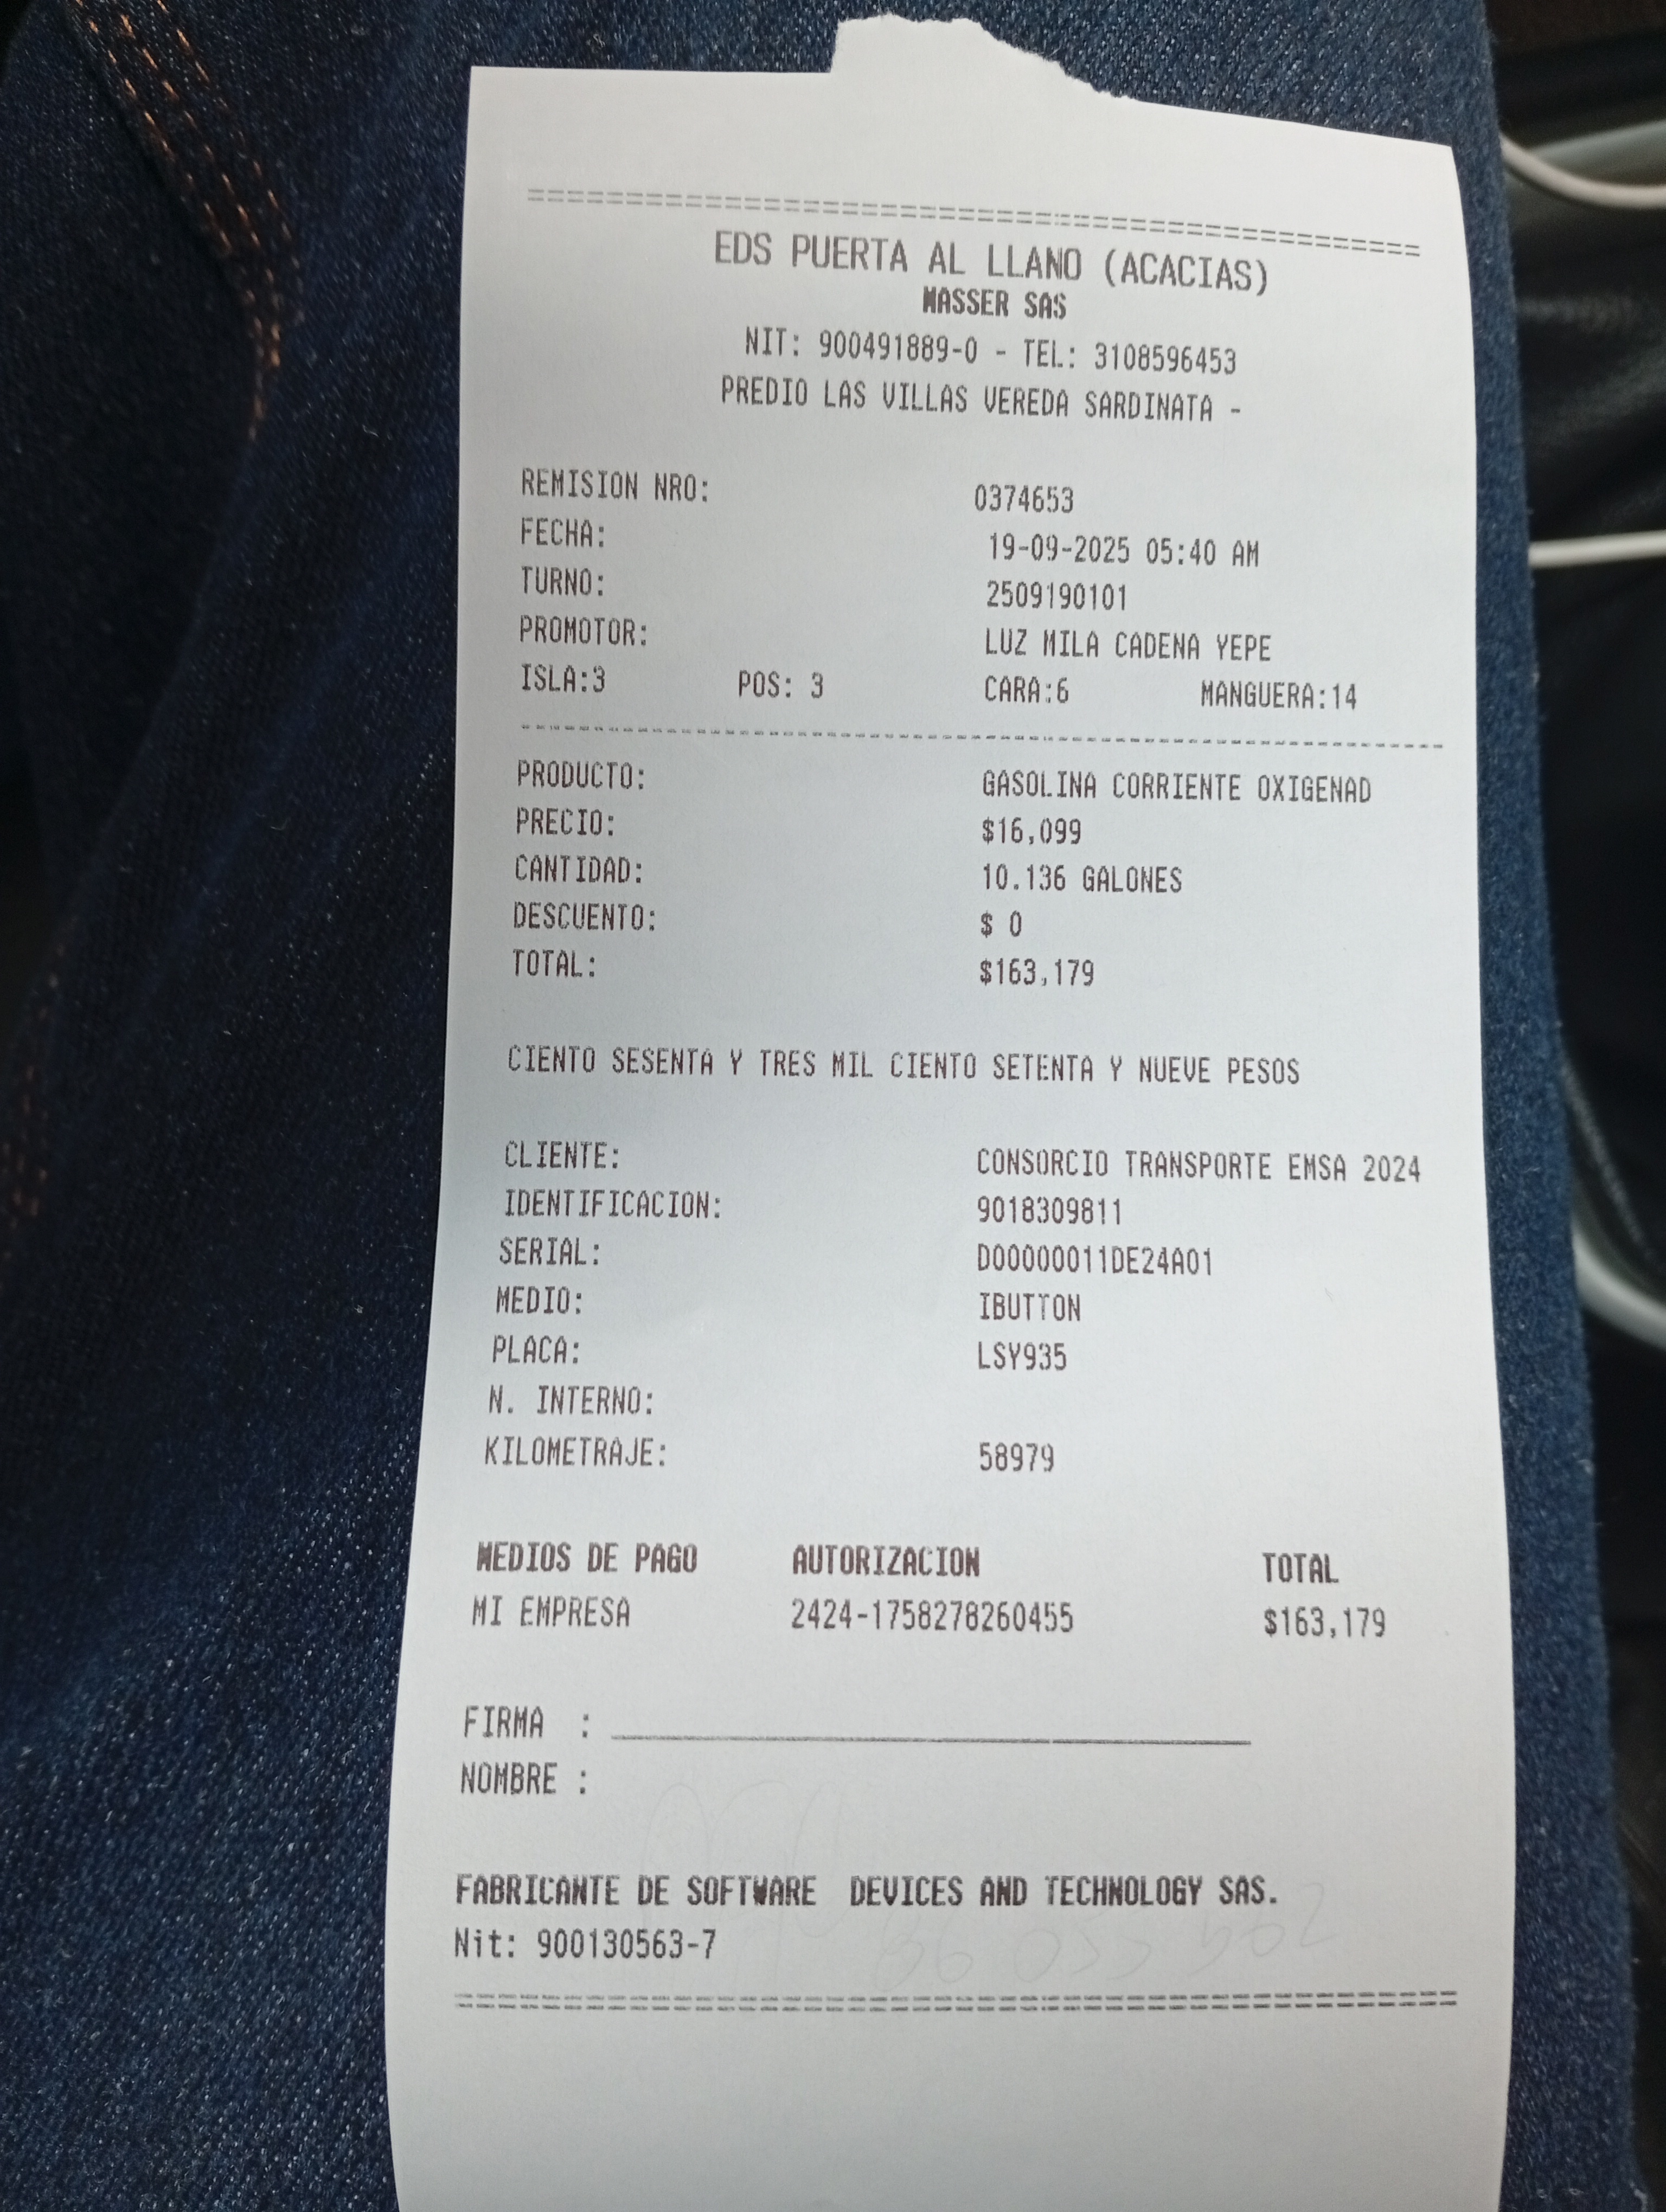 EDS PUERTA AL LLANO (ACACIAS)
MASSER SAS
NIT: 900491889-0 - TEL: 3108596453
PREDIO LAS VILLAS VEREDA SARDINATA -
REMISION NRO: 0374653
FECHA: 19-09-2025 05:40 AM
TURNO: 2509190101
PROMOTOR: LUZ MILA CADENA YEPE
ISLA:3 POS: 3 CARA:6 MANGUERA:14
PRODUCTO: GASOLINA CORRIENTE OXIGENAD
PRECIO: $16,099
CANTIDAD: 10.136 GALONES
DESCUENTO: $ 0
TOTAL: $163,179
CIENTO SESENTA Y TRES MIL CIENTO SETENTA Y NUEVE PESOS
CLIENTE: CONSORCIO TRANSPORTE EMSA 2024
IDENTIFICACION: 9018309811
SERIAL: D00000011DE24A01
MEDIO: IBUTTON
PLACA: LSY935
N. INTERNO:
KILOMETRAJE: 58979
MEDIOS DE PAGO AUTORIZACION TOTAL
MI EMPRESA 2424-1758278260455 $163,179
FIRMA :
NOMBRE :
FABRICANTE DE SOFTWARE DEVICES AND TECHNOLOGY SAS.
Nit: 900130563-7